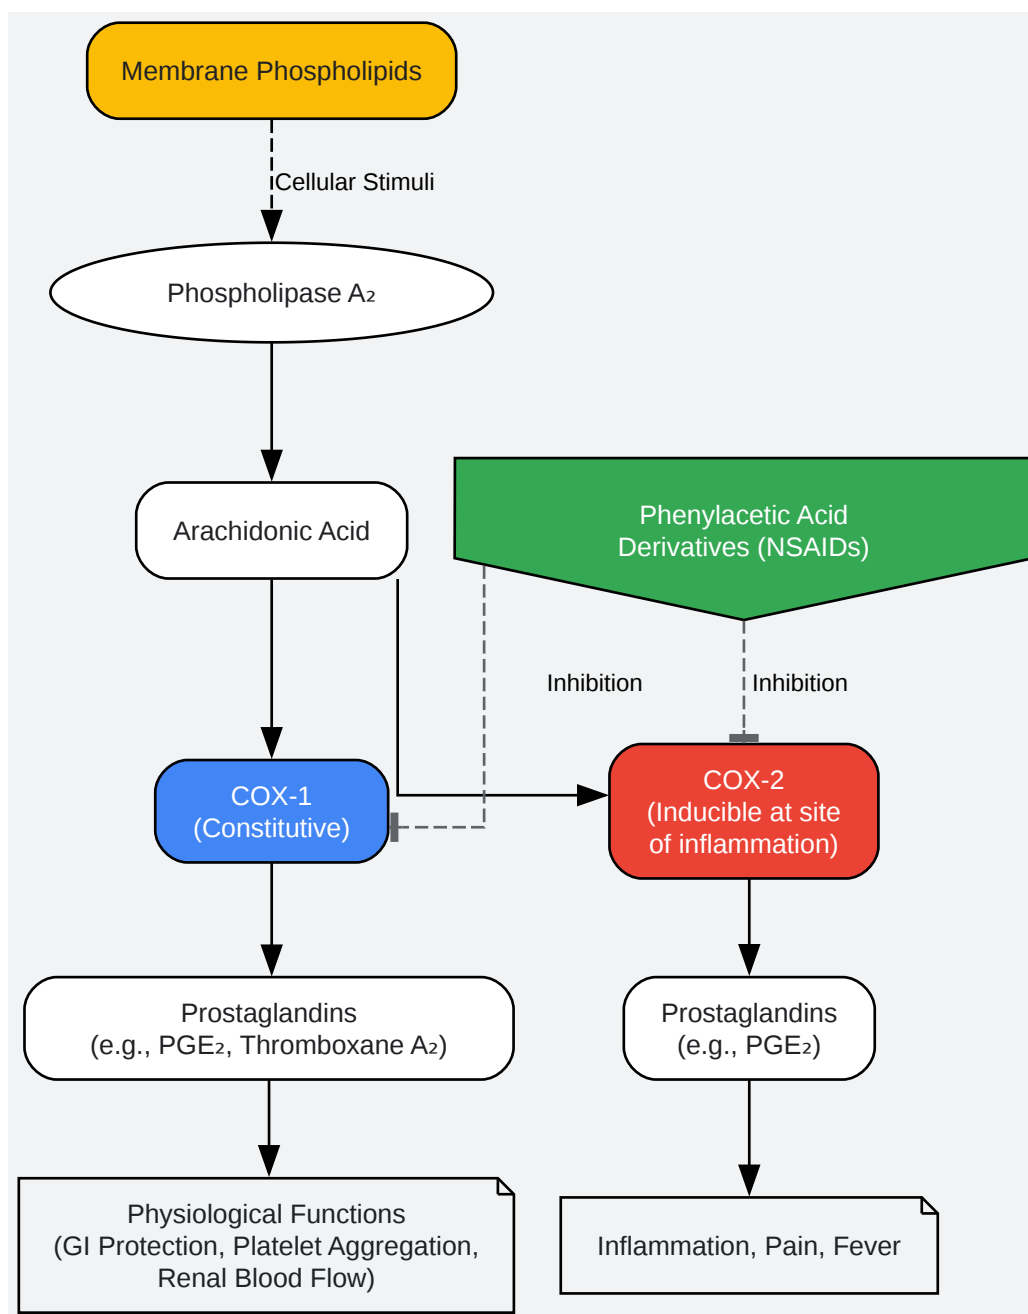 Membrane Phospholipids
Cellular Stimuli
Phospholipase A₂
Arachidonic Acid
Phenylacetic Acid
Derivatives (NSAIDs)
Inhibition
Inhibition
COX-1
(Constitutive)
COX-2
(Inducible at site
of inflammation)
Prostaglandins
(e.g., PGE₂, Thromboxane A₂)
Prostaglandins
(e.g., PGE₂)
Physiological Functions
(GI Protection, Platelet Aggregation,
Renal Blood Flow)
Inflammation, Pain, Fever